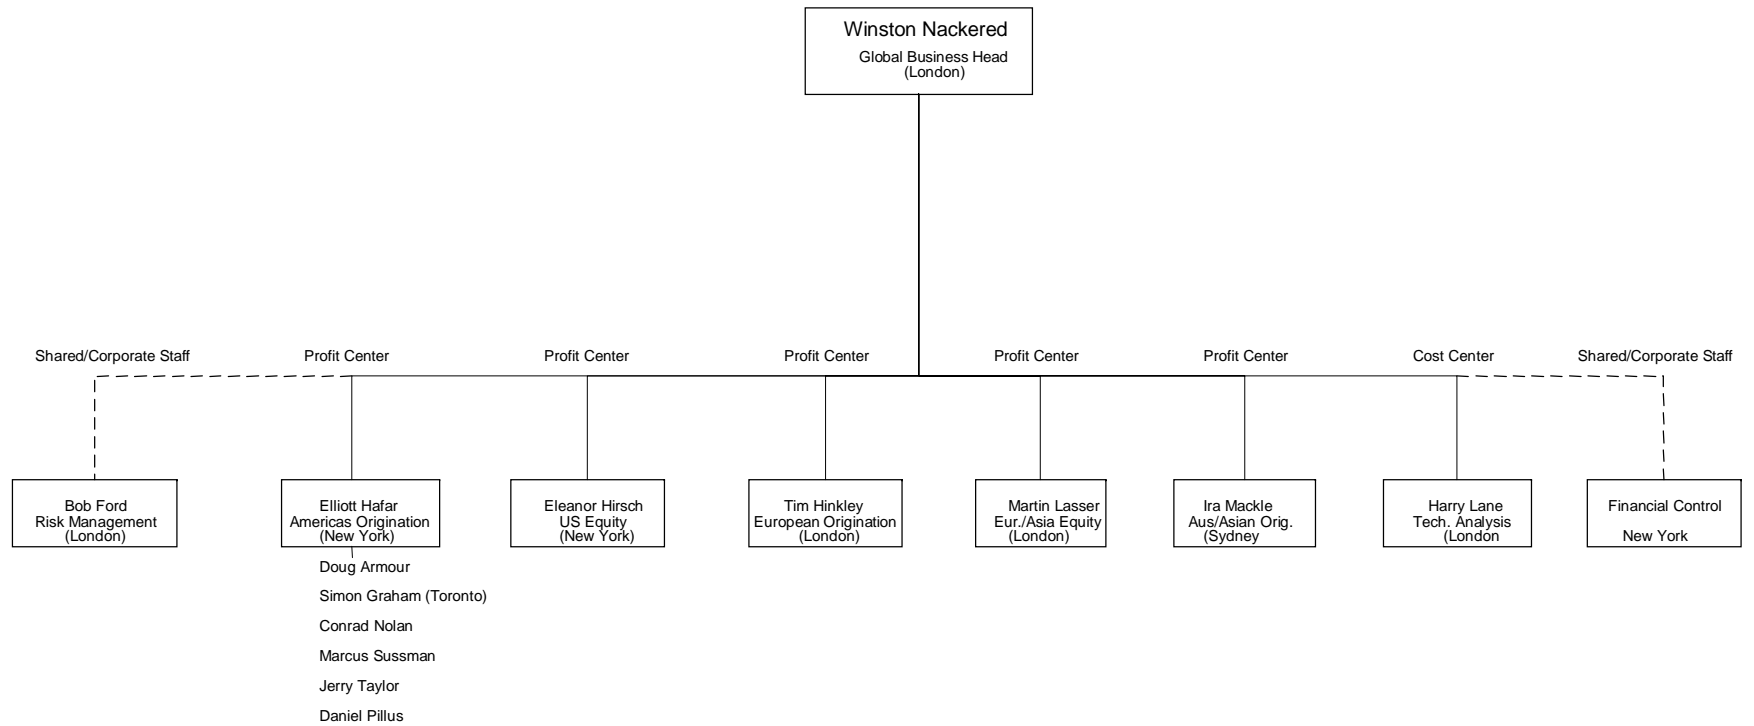 Winston Nackered
Global Business Head
(London)
Shared/Corporate Staff
Profit Center
Profit Center
Profit Center
Profit Center
Profit Center
Cost Center
Shared/Corporate Staff
Bob Ford
Risk Management
(London)
Elliott Hafar
Americas Origination
(New York)
Eleanor Hirsch
US Equity
(New York)
Tim Hinkley
European Origination
(London)
Martin Lasser
Eur./Asia Equity
(London)
Ira Mackle
Aus/Asian Orig.
(Sydney
Harry Lane
Tech. Analysis
(London
Financial Control
New York
Doug Armour
Simon Graham (Toronto)
Conrad Nolan
Marcus Sussman
Jerry Taylor
Daniel Pillus